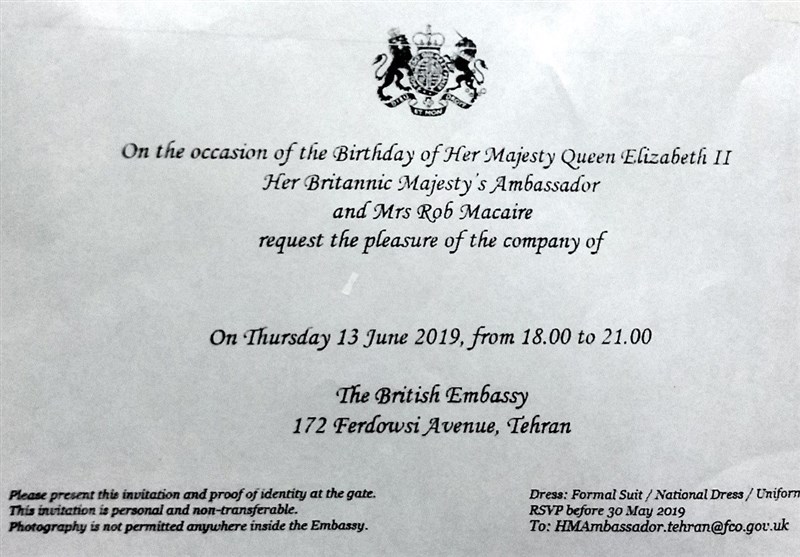 DIEU ET MON DROIT
On the occasion of the Birthday of Her Majesty Queen Elizabeth II
Her Britannic Majesty's Ambassador
and Mrs Rob Macaire
request the pleasure of the company of
On Thursday 13 June 2019, from 18.00 to 21.00
The British Embassy
172 Ferdowsi Avenue, Tehran
Please present this invitation and proof of identity at the gate.
This invitation is personal and non-transferable.
Photography is not permitted anywhere inside the Embassy.
Dress: Formal Suit / National Dress / Uniform
RSVP before 30 May 2019
To: HMAmbassador.tehran@fco.gov.uk